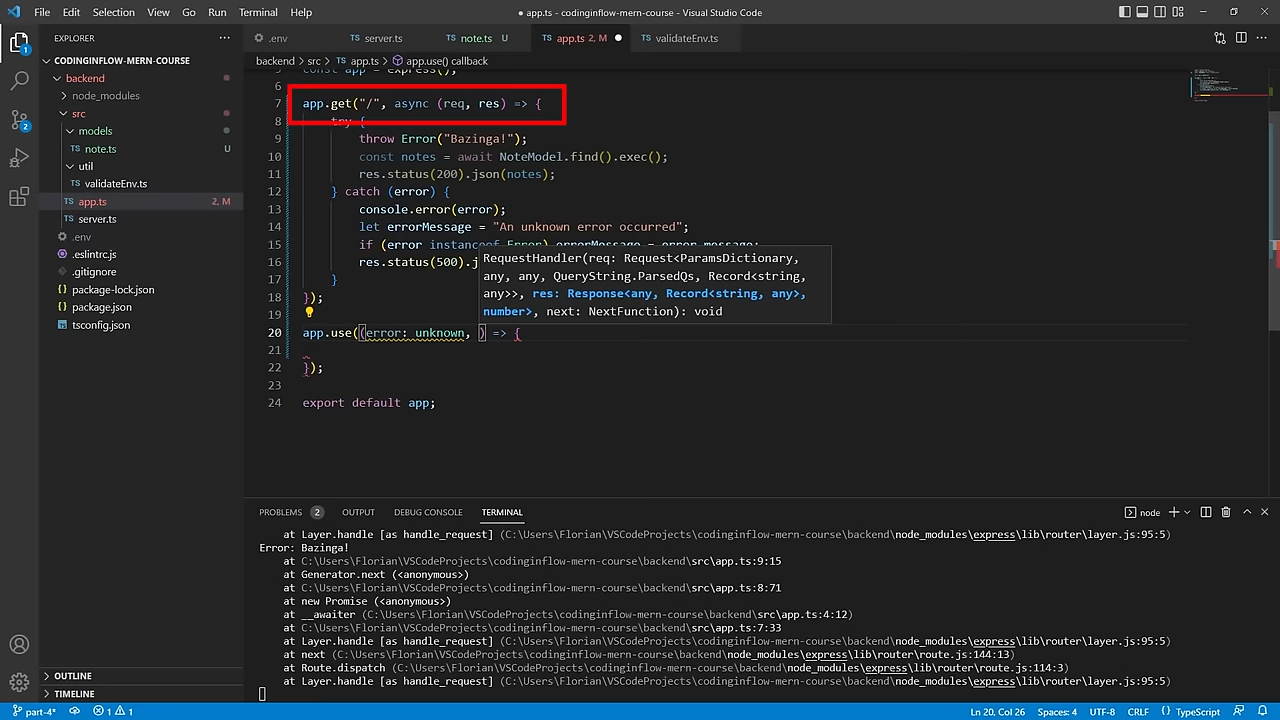 File Edit Selection View Go Run Terminal Help
● app.ts - codinginflow-mern-course - Visual Studio Code
EXPLORER
CODINGINFLOW-MERN-COURSE
backend
node_modules
src
models
TS note.ts U
util
TS validateEnv.ts
TS app.ts 2, M
TS server.ts
.env
.eslintrc.js
.gitignore
{} package-lock.json
{} package.json
tsconfig.json
OUTLINE
TIMELINE
.env
TS server.ts
TS note.ts U
TS app.ts 2, M
TS validateEnv.ts
backend > src > TS app.ts > app.use() callback
const app = express();
6
7 app.get("/", async (req, res) => {
8 try {
9 throw Error("Bazinga!");
10 const notes = await NoteModel.find().exec();
11 res.status(200).json(notes);
12 } catch (error) {
13 console.error(error);
14 let errorMessage = "An unknown error occurred";
15 if (error instanceof Error) errorMessage = error.message;
16 res.status(500).j
17 }
18 });
19
20 app.use((error: unknown, ) => {
21
22 });
23
24 export default app;
RequestHandler(req: Request<ParamsDictionary,
any, any, QueryString.ParsedQs, Record<string,
any>>, res: Response<any, Record<string, any>,
number>, next: NextFunction): void
PROBLEMS 2 OUTPUT DEBUG CONSOLE TERMINAL
node
at Layer.handle [as handle_request] (C:\Users\Florian\VSCodeProjects\codinginflow-mern-course\backend\node_modules\express\lib\router\layer.js:95:5)
Error: Bazinga!
at C:\Users\Florian\VSCodeProjects\codinginflow-mern-course\backend\src\app.ts:9:15
at Generator.next (<anonymous>)
at C:\Users\Florian\VSCodeProjects\codinginflow-mern-course\backend\src\app.ts:8:71
at new Promise (<anonymous>)
at __awaiter (C:\Users\Florian\VSCodeProjects\codinginflow-mern-course\backend\src\app.ts:4:12)
at C:\Users\Florian\VSCodeProjects\codinginflow-mern-course\backend\src\app.ts:7:33
at Layer.handle [as handle_request] (C:\Users\Florian\VSCodeProjects\codinginflow-mern-course\backend\node_modules\express\lib\router\layer.js:95:5)
at next (C:\Users\Florian\VSCodeProjects\codinginflow-mern-course\backend\node_modules\express\lib\router\route.js:144:13)
at Route.dispatch (C:\Users\Florian\VSCodeProjects\codinginflow-mern-course\backend\node_modules\express\lib\router\route.js:114:3)
at Layer.handle [as handle_request] (C:\Users\Florian\VSCodeProjects\codinginflow-mern-course\backend\node_modules\express\lib\router\layer.js:95:5)
part-4* 1 1
Ln 20, Col 26 Spaces: 4 UTF-8 CRLF {} TypeScript